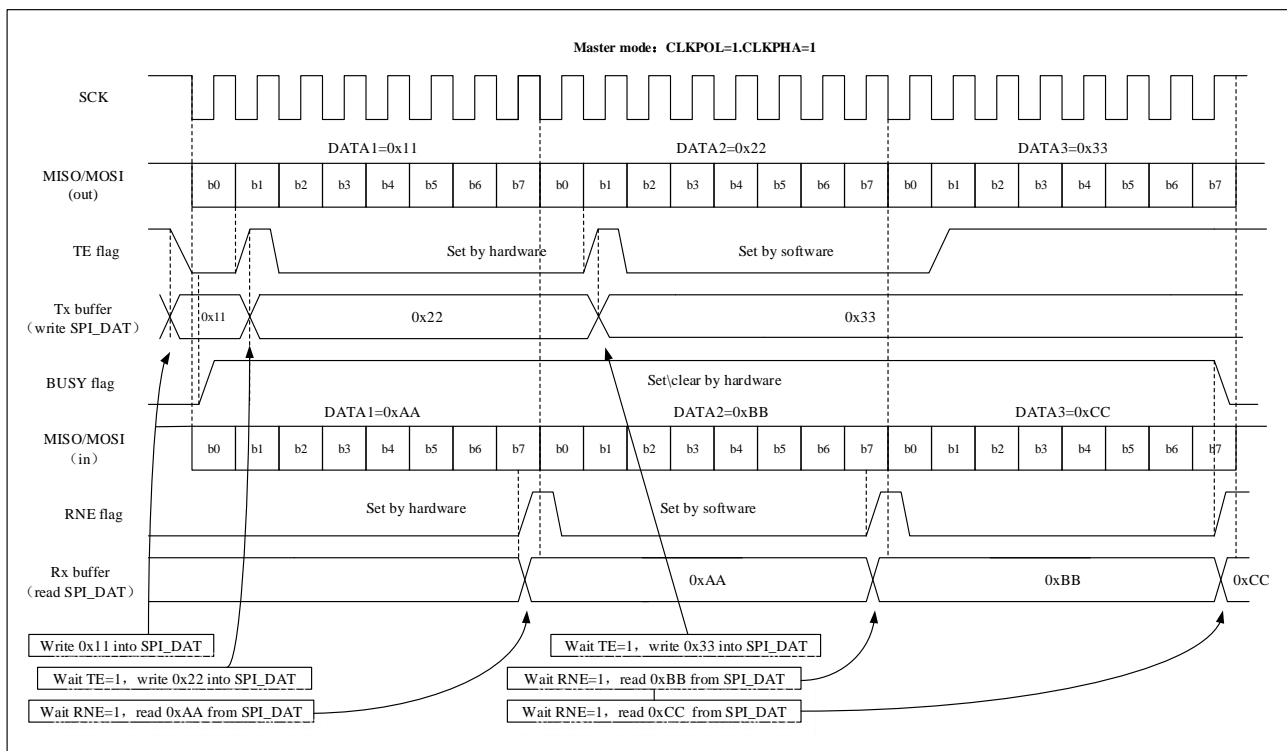 Master mode：CLKPOL=1.CLKPHA=1
SCK
DATA1=0x11 DATA2=0x22 DATA3=0x33
MISO/MOSI
(out)
b0 b1 b2 b3 b4 b5 b6 b7 b0 b1 b2 b3 b4 b5 b6 b7 b0 b1 b2 b3 b4 b5 b6 b7
TE flag
Set by hardware Set by software
Tx buffer
（write SPI_DAT）
0x11 0x22 0x33
BUSY flag
Set\clear by hardware
DATA1=0xAA DATA2=0xBB DATA3=0xCC
MISO/MOSI
（in）
b0 b1 b2 b3 b4 b5 b6 b7 b0 b1 b2 b3 b4 b5 b6 b7 b0 b1 b2 b3 b4 b5 b6 b7
RNE flag
Set by hardware Set by software
Rx buffer
（read SPI_DAT）
0xAA 0xBB 0xCC
Write 0x11 into SPI_DAT
Wait TE=1，write 0x33 into SPI_DAT
Wait TE=1，write 0x22 into SPI_DAT
Wait RNE=1，read 0xBB from SPI_DAT
Wait RNE=1，read 0xAA from SPI_DAT
Wait RNE=1，read 0xCC from SPI_DAT